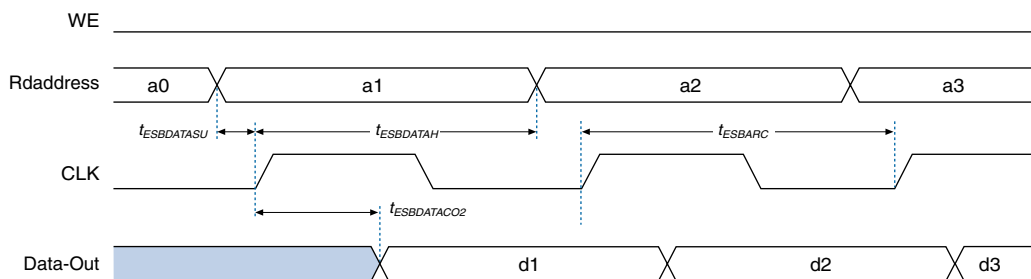 WE
Rdaddress a0 a1 a2 a3
tESBDATASU tESBDATAH tESBARC
CLK
tESBDATACO2
Data-Out d1 d2 d3